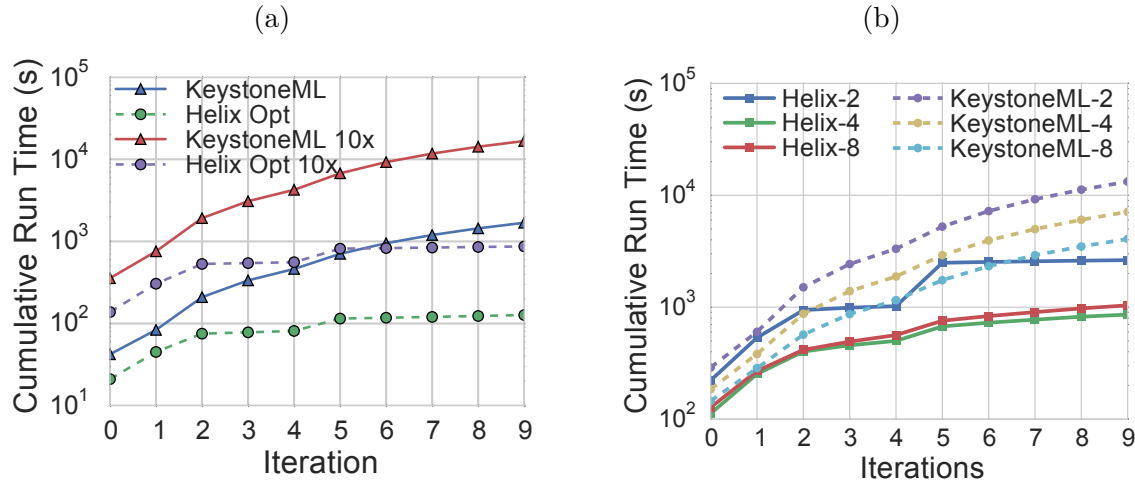 (a)
10^5
10^4
10^3
10^2
10^1
Cumulative Run Time (s)
KeystoneML
Helix Opt
KeystoneML 10x
Helix Opt 10x
0 1 2 3 4 5 6 7 8 9
Iteration
(b)
10^5
10^4
10^3
10^2
Cumulative Run Time (s)
Helix-2
Helix-4
Helix-8
KeystoneML-2
KeystoneML-4
KeystoneML-8
0 1 2 3 4 5 6 7 8 9
Iterations